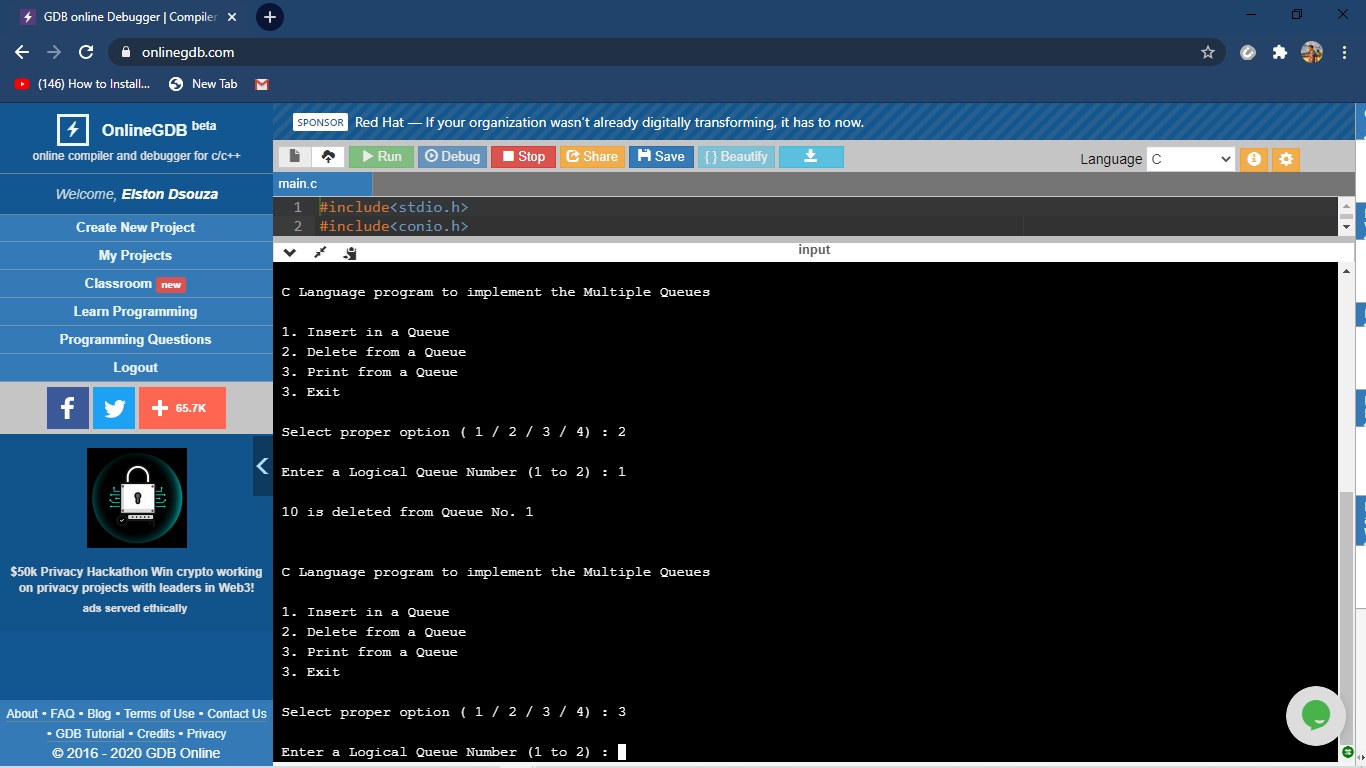 GDB online Debugger | Compiler
onlinegdb.com
(146) How to Install...
New Tab
OnlineGDB beta
online compiler and debugger for c/c++
Welcome, Elston Dsouza
Create New Project
My Projects
Classroom new
Learn Programming
Programming Questions
Logout
65.7K
$50k Privacy Hackathon Win crypto working
on privacy projects with leaders in Web3!
ads served ethically
About • FAQ • Blog • Terms of Use • Contact Us
• GDB Tutorial • Credits • Privacy
© 2016 - 2020 GDB Online
SPONSOR Red Hat — If your organization wasn't already digitally transforming, it has to now.
Run Debug Stop Share Save { } Beautify
Language C
main.c
1 #include<stdio.h>
2 #include<conio.h>
input
C Language program to implement the Multiple Queues
1. Insert in a Queue
2. Delete from a Queue
3. Print from a Queue
3. Exit
Select proper option ( 1 / 2 / 3 / 4) : 2
Enter a Logical Queue Number (1 to 2) : 1
10 is deleted from Queue No. 1
C Language program to implement the Multiple Queues
1. Insert in a Queue
2. Delete from a Queue
3. Print from a Queue
3. Exit
Select proper option ( 1 / 2 / 3 / 4) : 3
Enter a Logical Queue Number (1 to 2) :